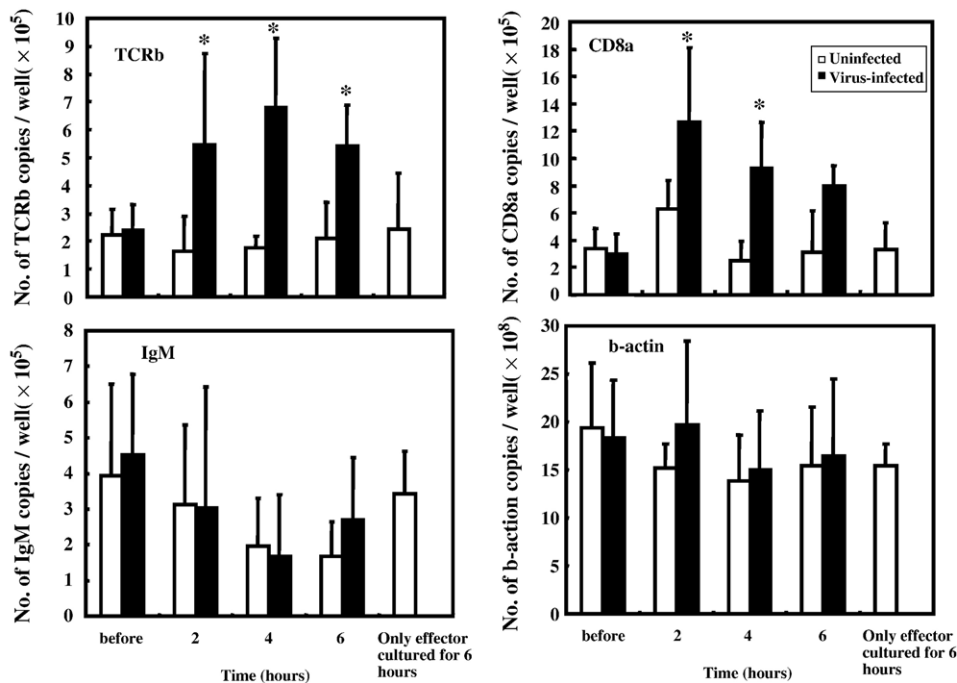 No. of TCRb copies / well( × 10⁵)
10
9
8
7
6
5
4
3
2
1
0
TCRb
*
*
*
No. of CD8a copies / well( × 10⁵)
20
18
16
14
12
10
8
6
4
2
0
CD8a
*
*
Uninfected
Virus-infected
No. of IgM copies / well( × 10⁵)
8
7
6
5
4
3
2
1
0
IgM
before
2
4
6
Only effector
cultured for 6
hours
Time (hours)
No. of b-action copies / well( × 10⁸)
30
25
20
15
10
5
0
b-actin
before
2
4
6
Only effector
cultured for 6
hours
Time (hours)